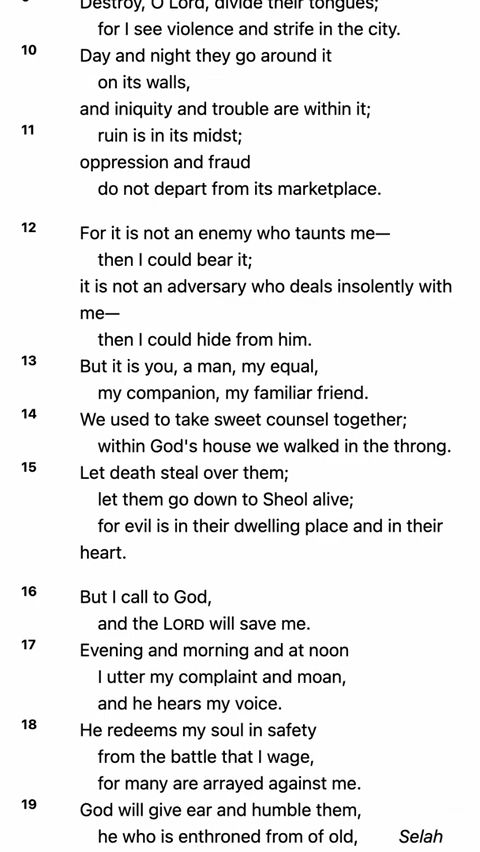 Destroy, O Lord, divide their tongues;
for I see violence and strife in the city.
10 Day and night they go around it
on its walls,
and iniquity and trouble are within it;
11 ruin is in its midst;
oppression and fraud
do not depart from its marketplace.
12 For it is not an enemy who taunts me—
then I could bear it;
it is not an adversary who deals insolently with
me—
then I could hide from him.
13 But it is you, a man, my equal,
my companion, my familiar friend.
14 We used to take sweet counsel together;
within God's house we walked in the throng.
15 Let death steal over them;
let them go down to Sheol alive;
for evil is in their dwelling place and in their
heart.
16 But I call to God,
and the LORD will save me.
17 Evening and morning and at noon
I utter my complaint and moan,
and he hears my voice.
18 He redeems my soul in safety
from the battle that I wage,
for many are arrayed against me.
19 God will give ear and humble them,
he who is enthroned from of old, Selah